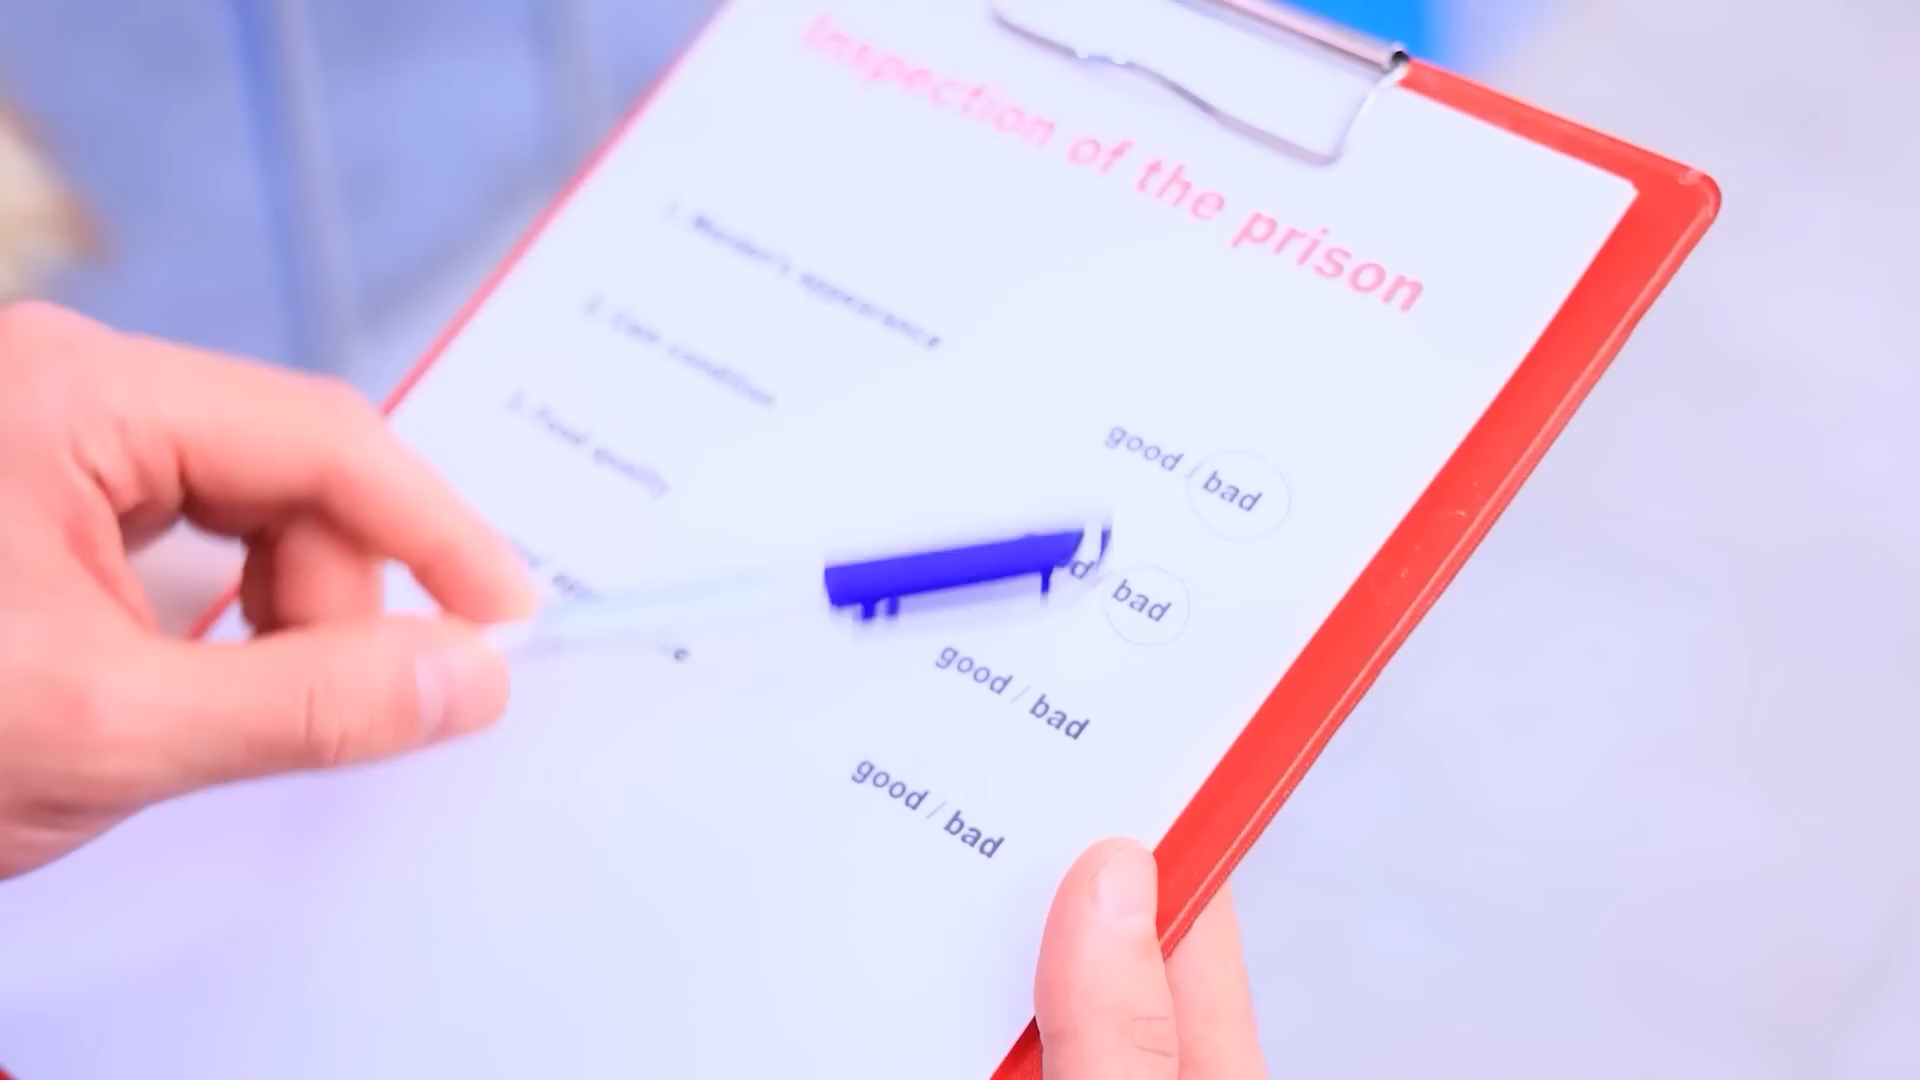 Inspection of the prison
1. Warden's appearance
2. Cam condition
3. Food quality
good / bad
bad
good / bad
good / bad